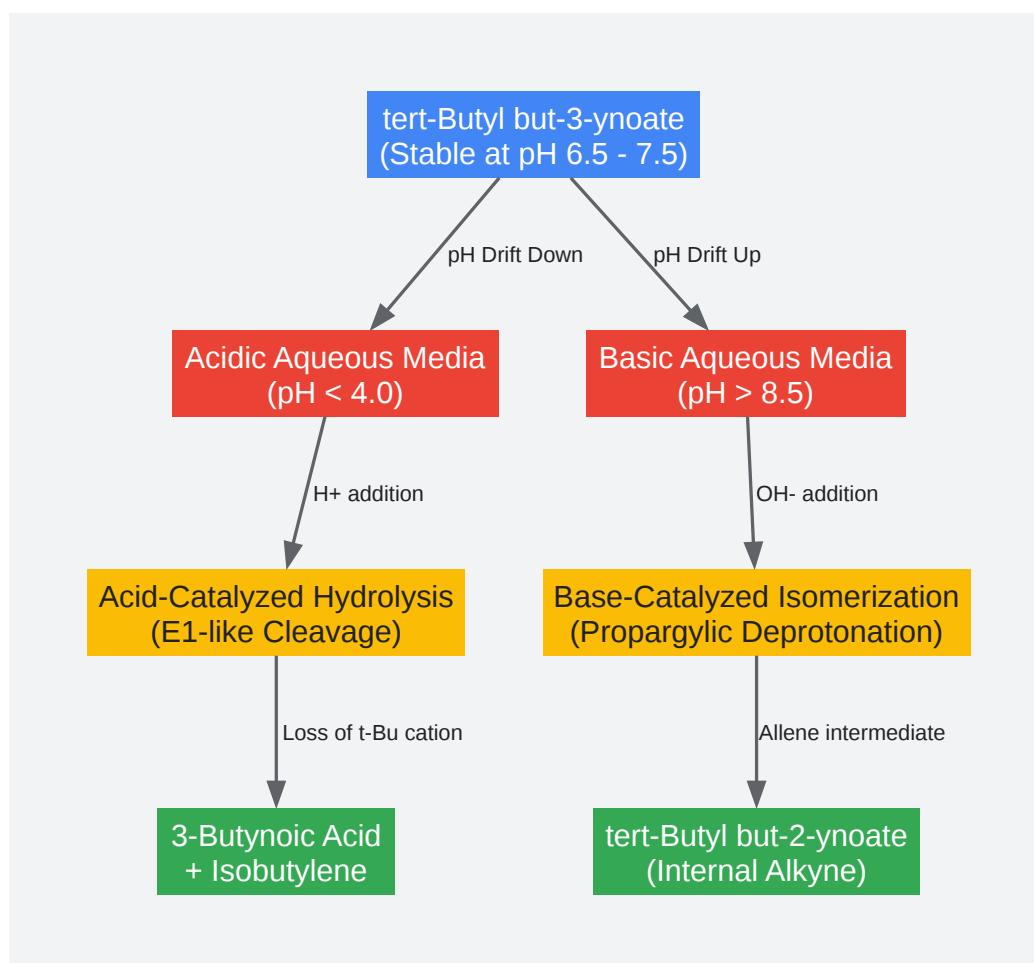 tert-Butyl but-3-ynoate
(Stable at pH 6.5 - 7.5)
pH Drift Down
pH Drift Up
Acidic Aqueous Media
(pH < 4.0)
Basic Aqueous Media
(pH > 8.5)
H+ addition
OH- addition
Acid-Catalyzed Hydrolysis
(E1-like Cleavage)
Base-Catalyzed Isomerization
(Propargylic Deprotonation)
Loss of t-Bu cation
Allene intermediate
3-Butynoic Acid
+ Isobutylene
tert-Butyl but-2-ynoate
(Internal Alkyne)